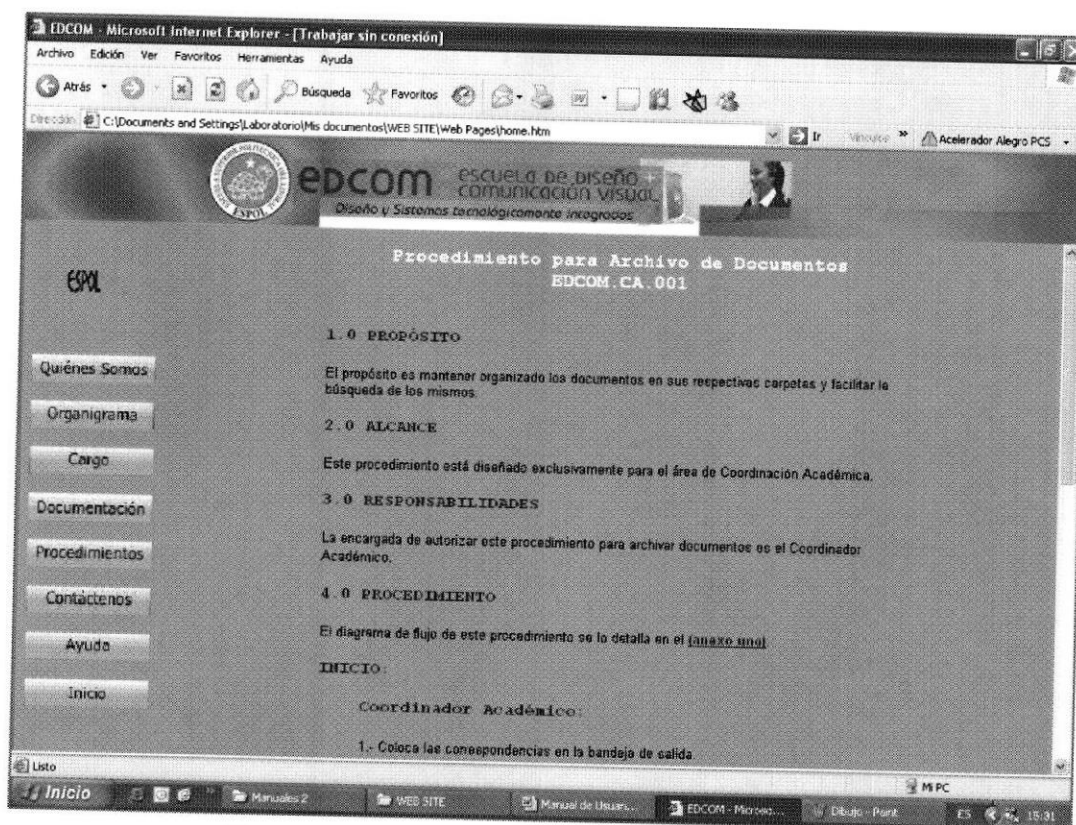 EDCOM - Microsoft Internet Explorer - [Trabajar sin conexión]
Archivo Edición Ver Favoritos Herramientas Ayuda
Atrás Búsqueda Favoritos
Dirección C:\Documents and Settings\Laboratorio\Mis documentos\WEB SITE\Web Pages\home.htm Ir Vínculos » Acelerador Alegro PCS
ESPOL
edcom escuela de diseño
comunicación visual
Diseño y Sistemas tecnológicamente integrados
ESPOL
Quiénes Somos
Organigrama
Cargo
Documentación
Procedimientos
Contáctenos
Ayuda
Inicio
Procedimiento para Archivo de Documentos
EDCOM.CA.001
1.0 PROPÓSITO
El propósito es mantener organizado los documentos en sus respectivas carpetas y facilitar la
búsqueda de los mismos.
2.0 ALCANCE
Este procedimiento está diseñado exclusivamente para el área de Coordinación Académica.
3.0 RESPONSABILIDADES
La encargada de autorizar este procedimiento para archivar documentos es el Coordinador
Académico.
4.0 PROCEDIMIENTO
El diagrama de flujo de este procedimiento se lo detalla en el (anexo uno)
INICIO:
Coordinador Académico:
1.- Coloca las correspondencias en la bandeja de salida
Listo Mi PC
Inicio Manuales 2 WEB SITE Manual de Usuari... EDCOM - Microso... Dibujo - Paint ES 15:31